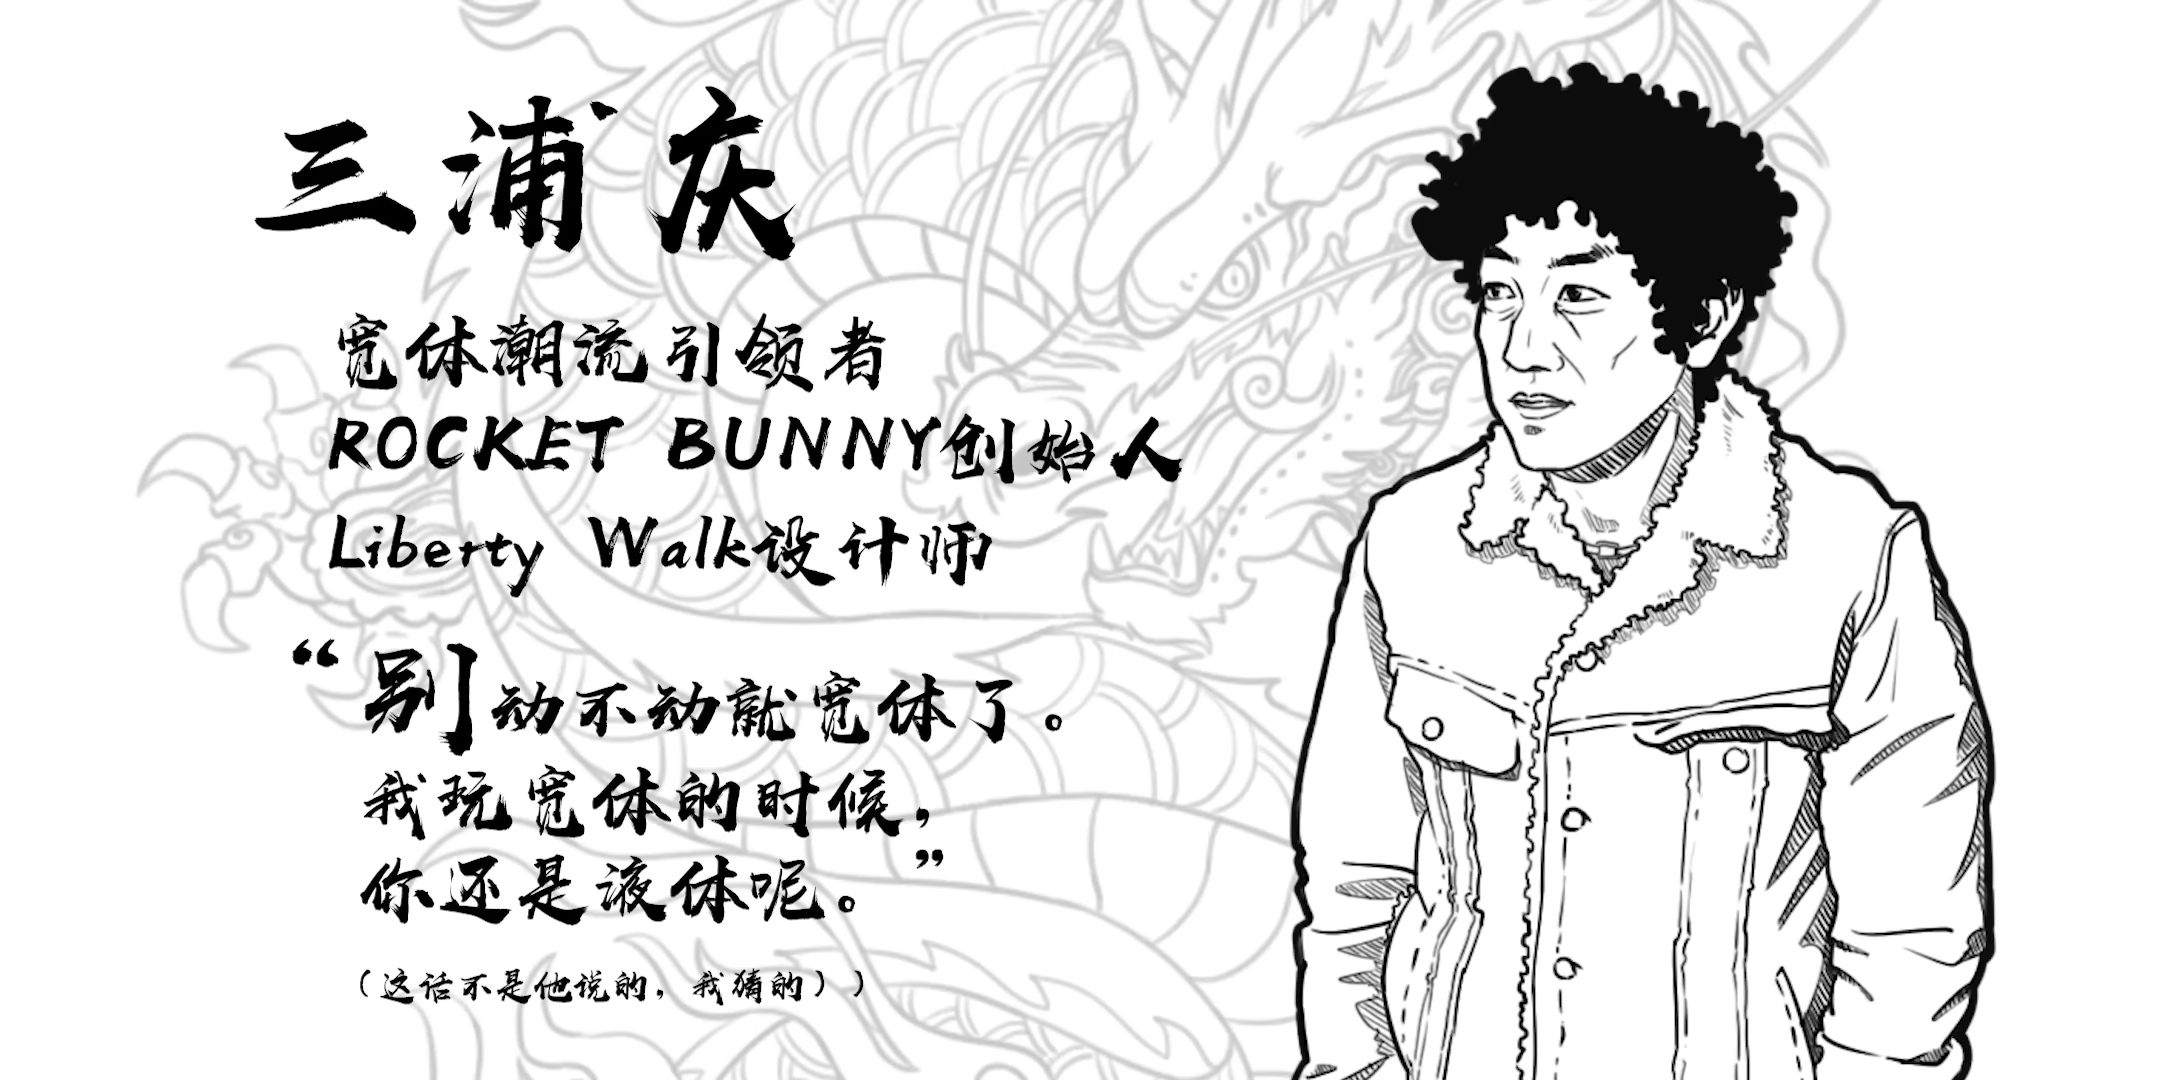 三浦庆
宽体潮流引领者
ROCKET BUNNY创始人
Liberty Walk设计师
“别动不动就宽体了。
我玩宽体的时候，
你还是液体呢。”
（这话不是他说的，我猜的））